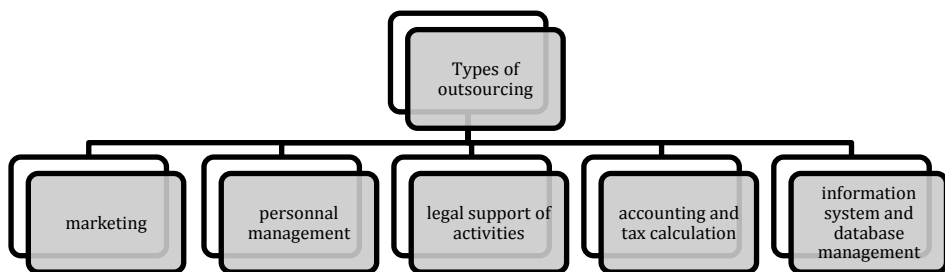 Types of
outsourcing
marketing
personnal
management
legal support of
activities
accounting and
tax calculation
information
system and
database
management